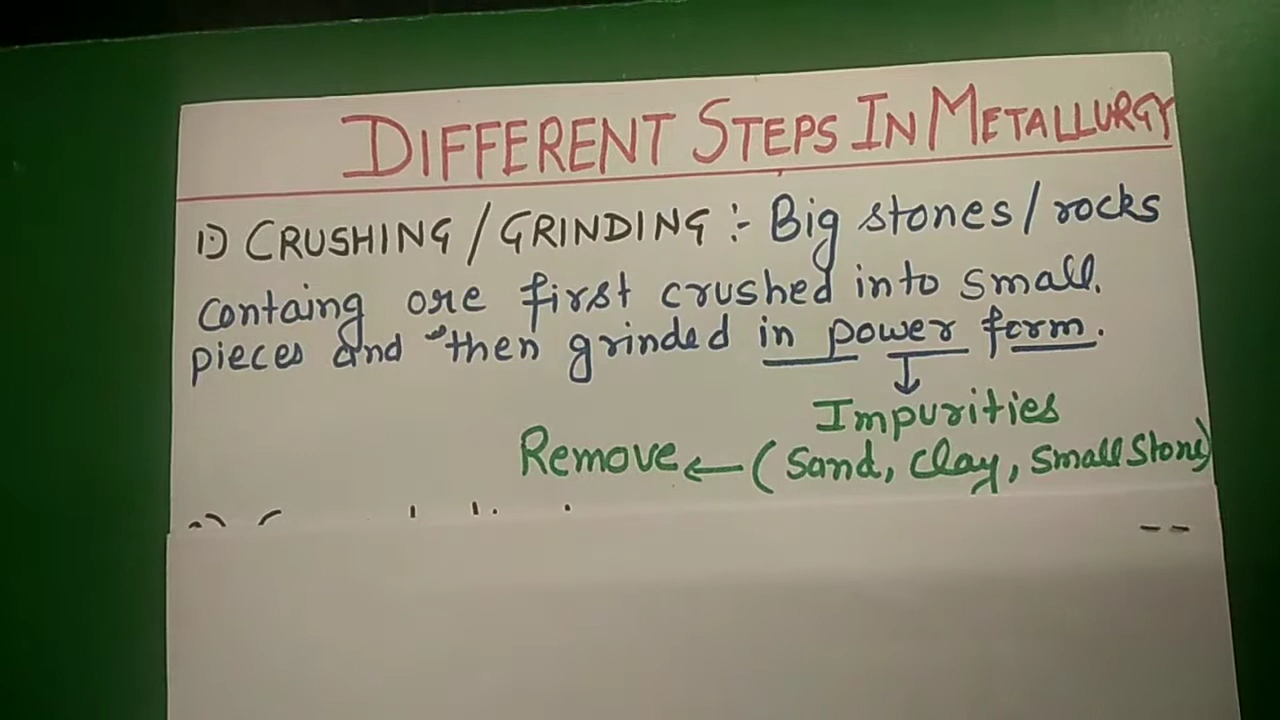 DIFFERENT STEPS IN METALLURGY
1) CRUSHING / GRINDING :- Big stones/rocks
containg ore first crushed into small.
pieces and then grinded in power form.
↓
Impurities
Remove ← (Sand, Clay, Small Stone)